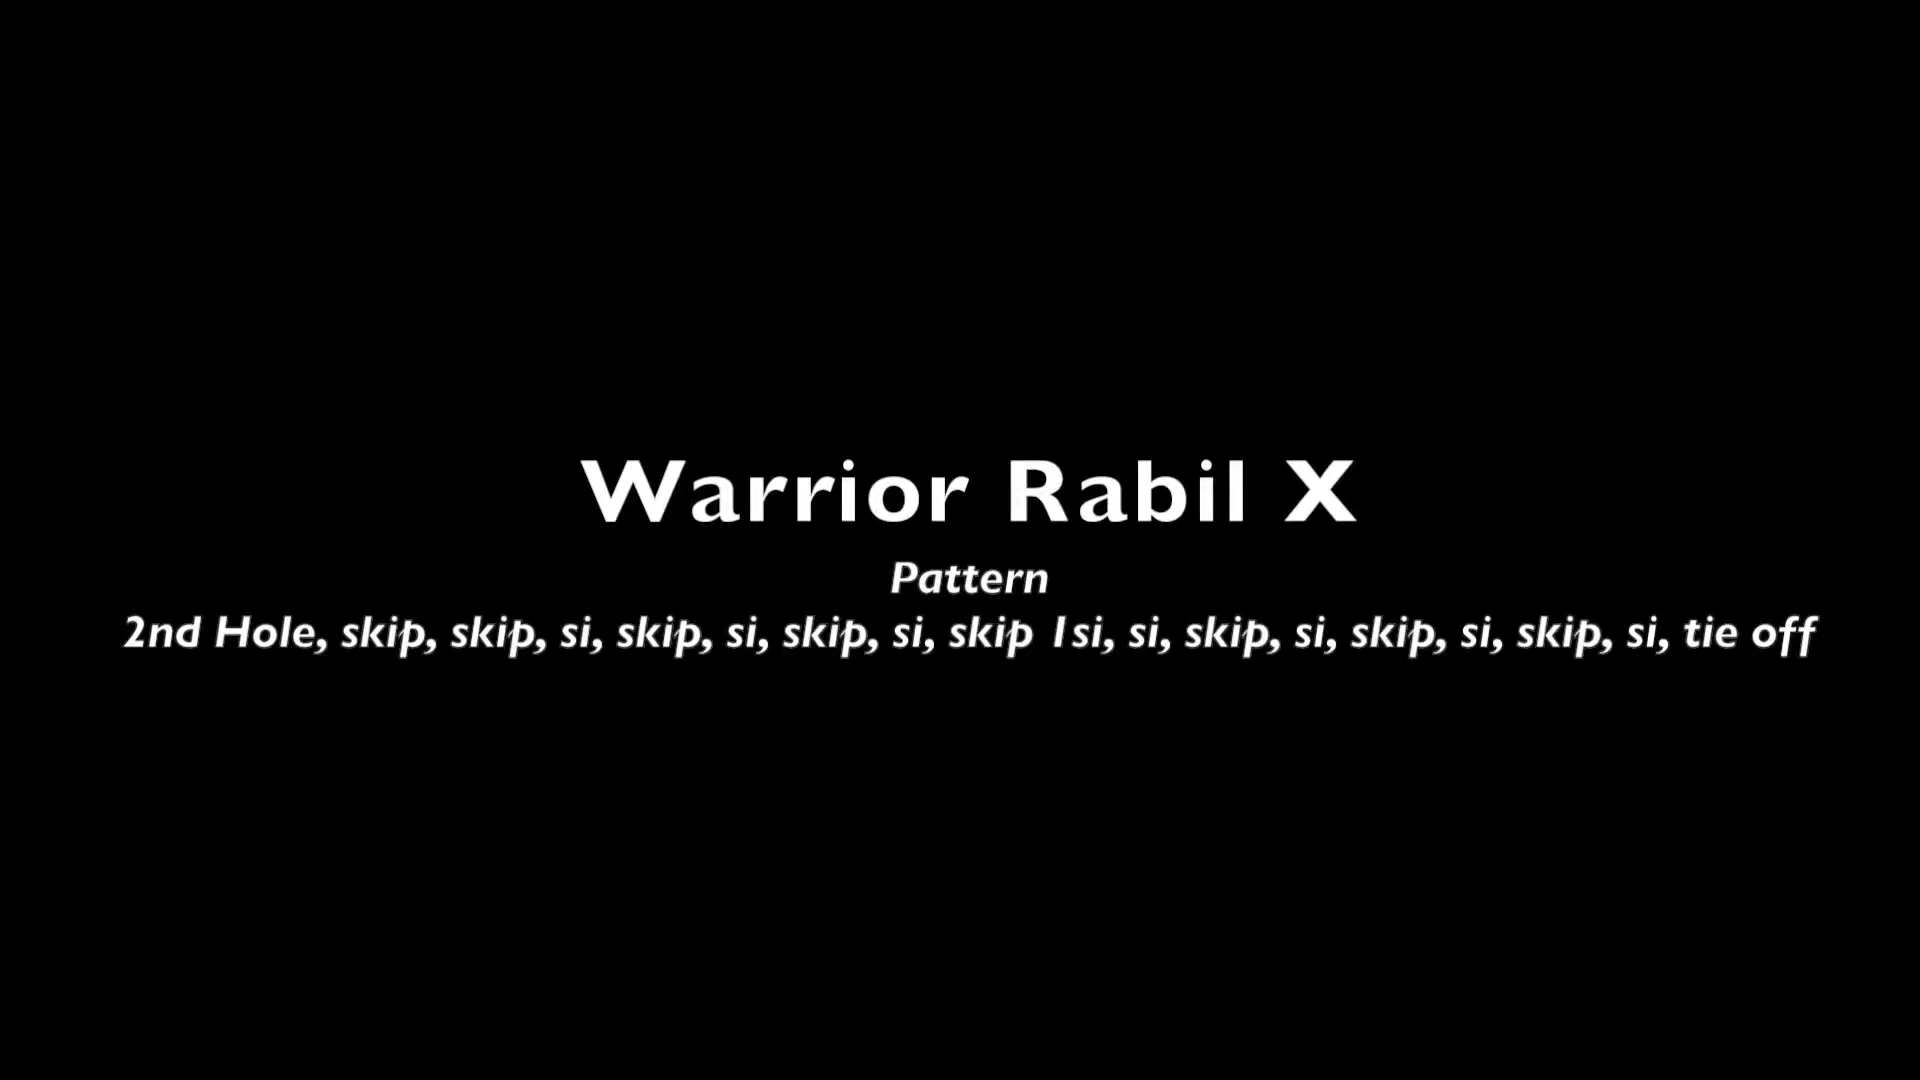 Warrior Rabil X
Pattern
2nd Hole, skip, skip, si, skip, si, skip, si, skip 1si, si, skip, si, skip, si, skip, si, tie off